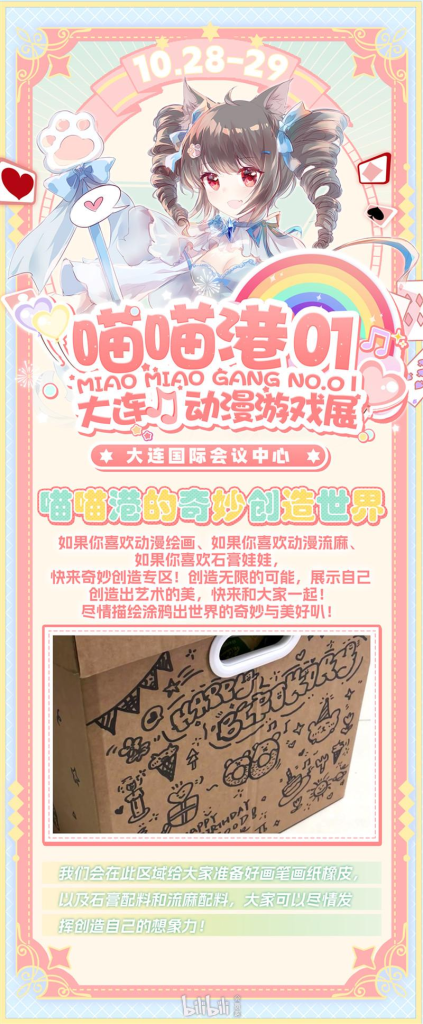 10.28-29
喵喵港01
MIAO MIAO GANG NO.01
大连动漫游戏展
大连国际会议中心
喵喵港的奇妙创造世界
如果你喜欢动漫绘画、如果你喜欢动漫流麻、
如果你喜欢石膏娃娃，
快来奇妙创造专区！创造无限的可能，展示自己
创造出艺术的美，快来和大家一起！
尽情描绘涂鸦出世界的奇妙与美好叭！
HAPPY
HAPPY
我们会在此区域给大家准备好画笔画纸橡皮，
以及石膏配料和流麻配料，大家可以尽情发
挥创造自己的想象力！
bilibili